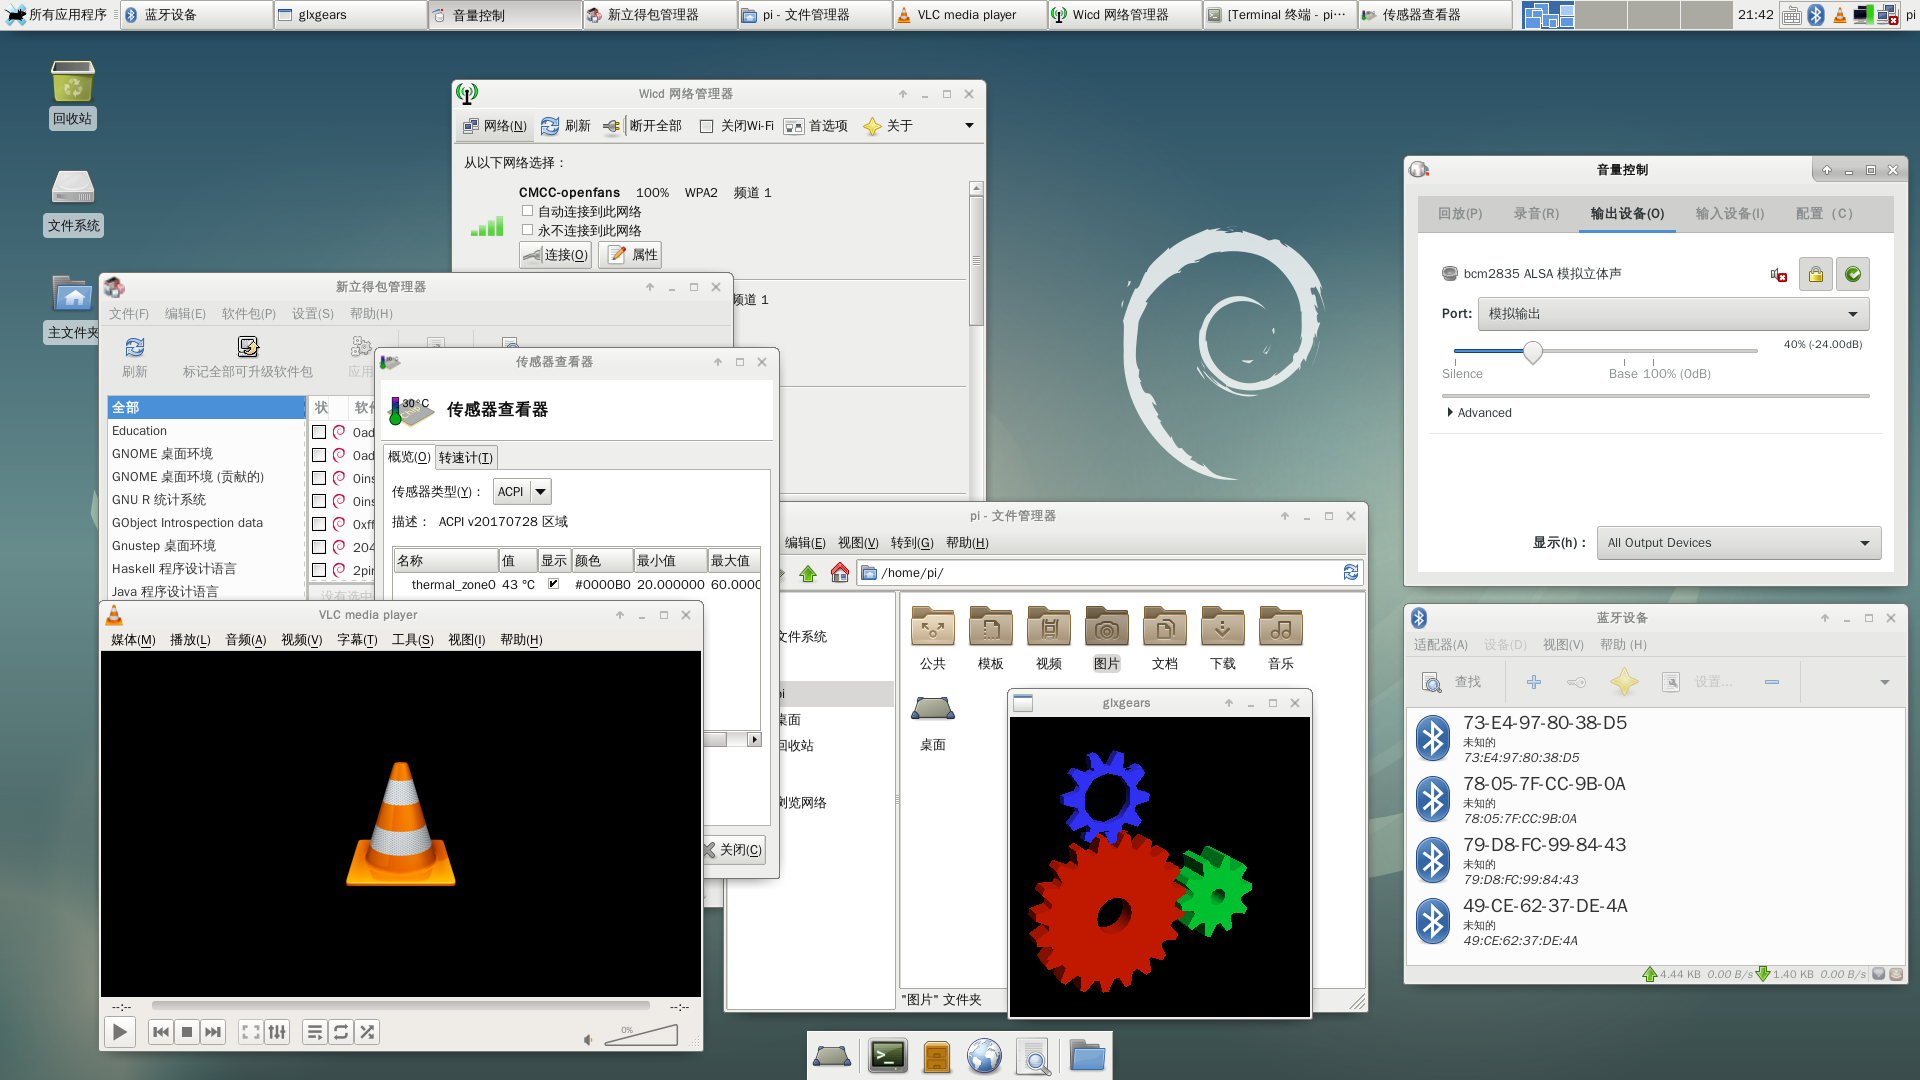 所有应用程序
蓝牙设备
glxgears
音量控制
新立得包管理器
pi - 文件管理器
VLC media player
Wicd 网络管理器
[Terminal 终端 - pi…
传感器查看器
21:42
pi
回收站
文件系统
主文件夹
Wicd 网络管理器
网络(N)
刷新
断开全部
关闭Wi-Fi
首选项
关于
从以下网络选择：
CMCC-openfans 100% WPA2 频道 1
自动连接到此网络
永不连接到此网络
连接(O)
属性
频道 1
新立得包管理器
文件(F) 编辑(E) 软件包(P) 设置(S) 帮助(H)
刷新
标记全部可升级软件包
应用
全部
Education
GNOME 桌面环境
GNOME 桌面环境 (贡献的)
GNU R 统计系统
GObject Introspection data
Gnustep 桌面环境
Haskell 程序设计语言
Java 程序设计语言
状 软件
0ad
0ad
0ins
0ins
0xff
204
2pin
没有选中
传感器查看器
30°C
传感器查看器
概览(O) 转速计(T)
传感器类型(Y)： ACPI
描述： ACPI v20170728 区域
名称 值 显示 颜色 最小值 最大值
thermal_zone0 43 °C #0000B0 20.000000 60.0000
关闭(C)
VLC media player
媒体(M) 播放(L) 音频(A) 视频(V) 字幕(T) 工具(S) 视图(I) 帮助(H)
--:-- --:--
0%
pi - 文件管理器
编辑(E) 视图(V) 转到(G) 帮助(H)
/home/pi/
文件系统
pi
桌面
回收站
浏览网络
公共
模板
视频
图片
文档
下载
音乐
桌面
"图片" 文件夹
glxgears
音量控制
回放(P) 录音(R) 输出设备(O) 输入设备(I) 配置（C）
bcm2835 ALSA 模拟立体声
Port: 模拟输出
40% (-24.00dB)
Silence Base 100% (0dB)
Advanced
显示(h)： All Output Devices
蓝牙设备
适配器(A) 设备(D) 视图(V) 帮助 (H)
查找
设置...
73-E4-97-80-38-D5
未知的
73:E4:97:80:38:D5
78-05-7F-CC-9B-0A
未知的
78:05:7F:CC:9B:0A
79-D8-FC-99-84-43
未知的
79:D8:FC:99:84:43
49-CE-62-37-DE-4A
未知的
49:CE:62:37:DE:4A
4.44 KB 0.00 B/s 1.40 KB 0.00 B/s